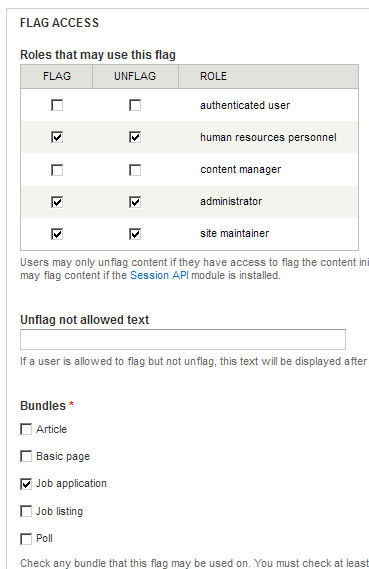 FLAG ACCESS
Roles that may use this flag
FLAG UNFLAG ROLE
authenticated user
human resources personnel
content manager
administrator
site maintainer
Users may only unflag content if they have access to flag the content ini
may flag content if the Session API module is installed.
Unflag not allowed text
If a user is allowed to flag but not unflag, this text will be displayed after
Bundles *
Article
Basic page
Job application
Job listing
Poll
Check any bundle that this flag may be used on. You must check at least